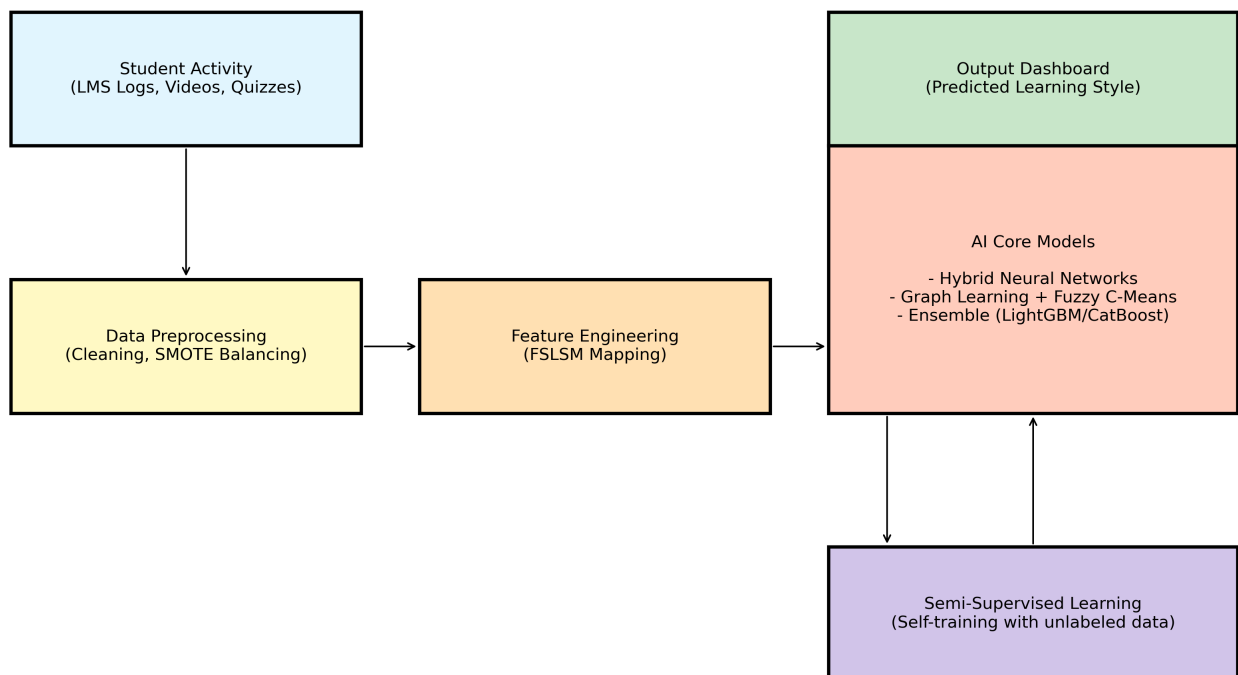 Student Activity
(LMS Logs, Videos, Quizzes)
Output Dashboard
(Predicted Learning Style)
AI Core Models
- Hybrid Neural Networks
- Graph Learning + Fuzzy C-Means
- Ensemble (LightGBM/CatBoost)
Data Preprocessing
(Cleaning, SMOTE Balancing)
Feature Engineering
(FSLSM Mapping)
Semi-Supervised Learning
(Self-training with unlabeled data)